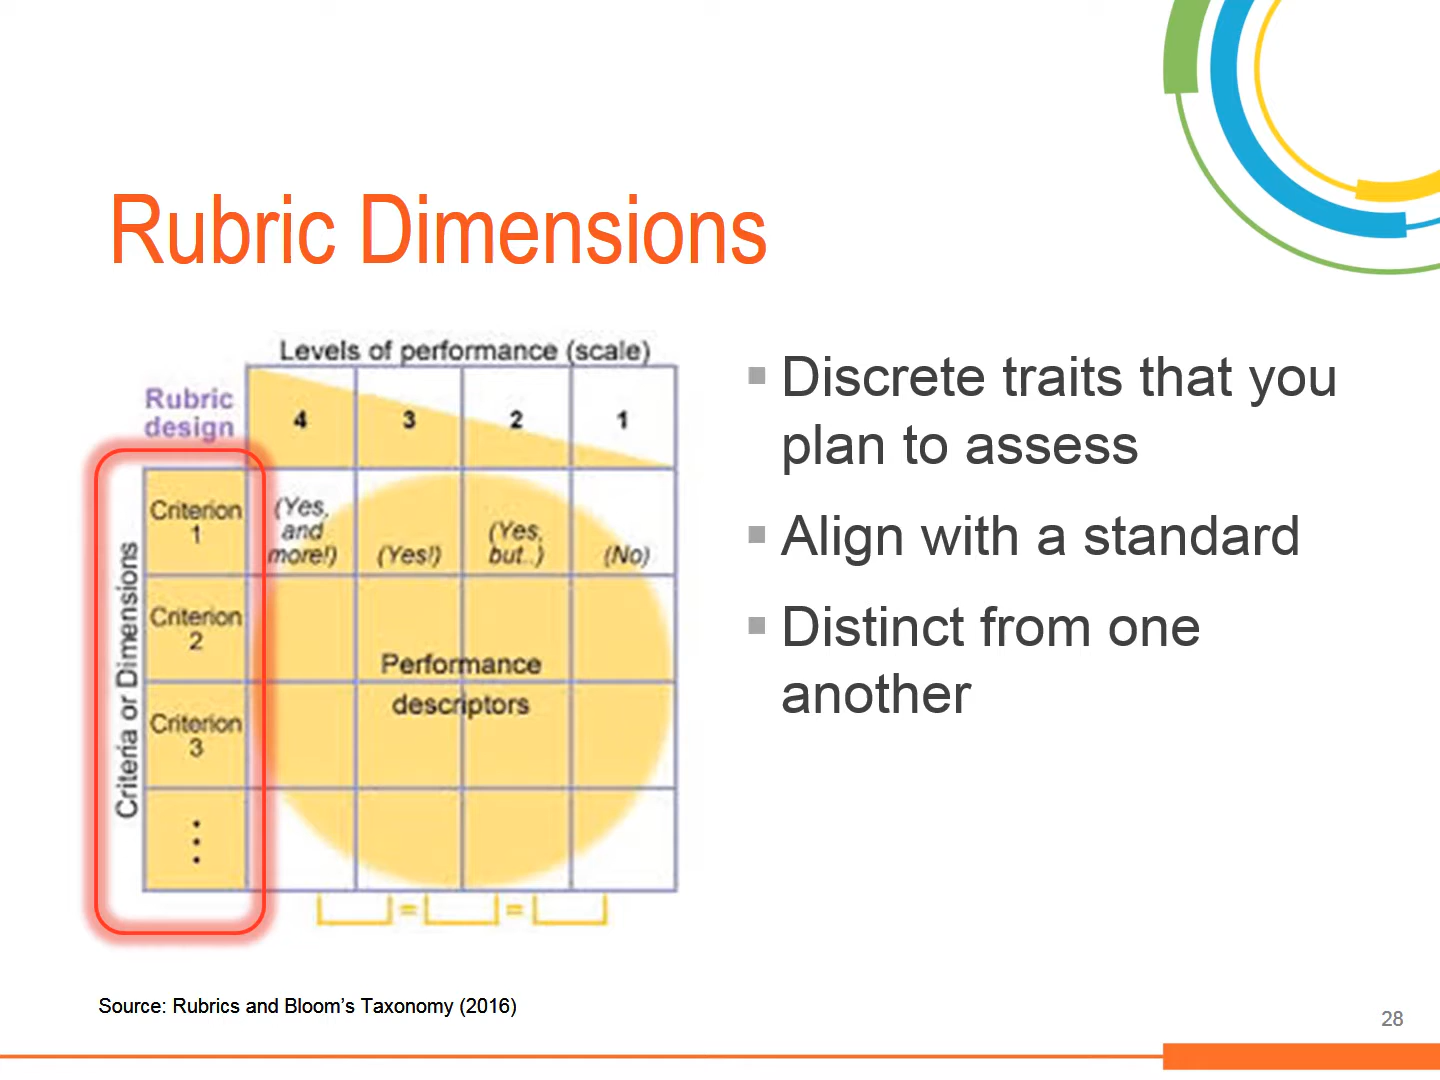 Rubric Dimensions
Levels of performance (scale)
Rubric
design
4
3
2
1
Criteria or Dimensions
Criterion
1
(Yes,
and
more!)
(Yes!)
(Yes,
but..)
(No)
Criterion
2
Performance
descriptors
Criterion
3
⋮
= =
▪ Discrete traits that you
plan to assess
▪ Align with a standard
▪ Distinct from one
another
Source: Rubrics and Bloom’s Taxonomy (2016)
28